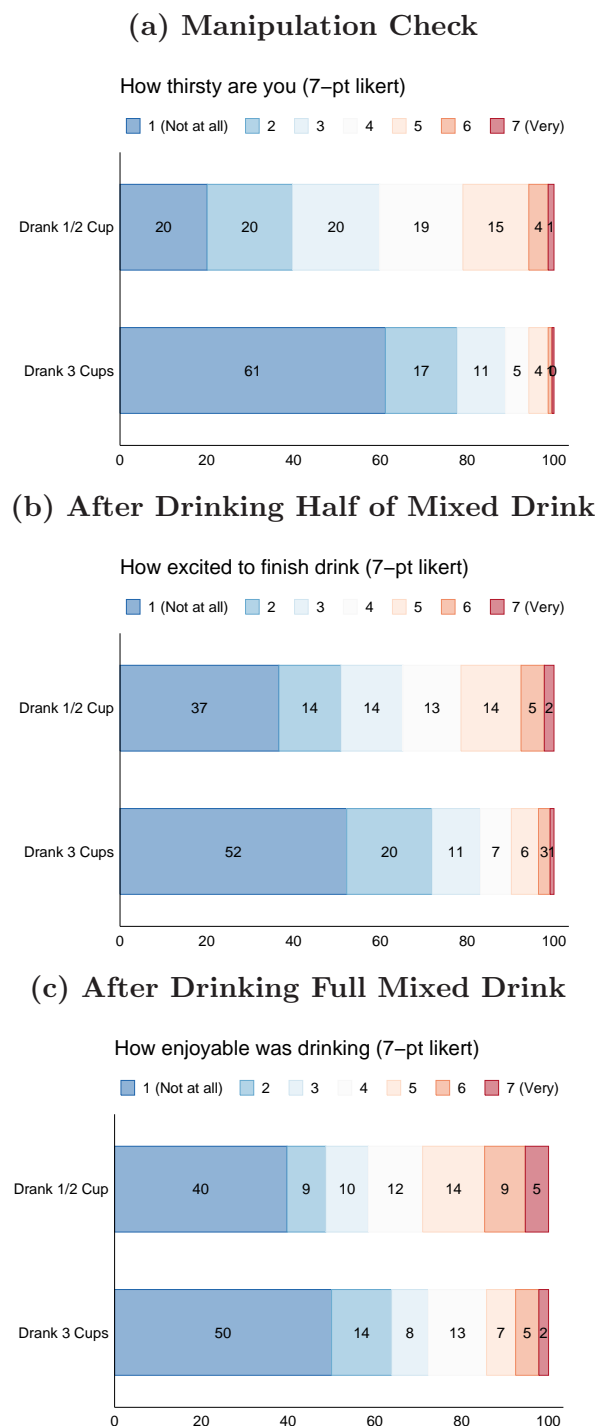 (a) Manipulation Check
How thirsty are you (7−pt likert)
1 (Not at all) 2 3 4 5 6 7 (Very)
Drank 1/2 Cup 20 20 20 19 15 4 1
Drank 3 Cups 61 17 11 5 4 1 0
0 20 40 60 80 100
(b) After Drinking Half of Mixed Drink
How excited to finish drink (7−pt likert)
1 (Not at all) 2 3 4 5 6 7 (Very)
Drank 1/2 Cup 37 14 14 13 14 5 2
Drank 3 Cups 52 20 11 7 6 3 1
0 20 40 60 80 100
(c) After Drinking Full Mixed Drink
How enjoyable was drinking (7−pt likert)
1 (Not at all) 2 3 4 5 6 7 (Very)
Drank 1/2 Cup 40 9 10 12 14 9 5
Drank 3 Cups 50 14 8 13 7 5 2
0 20 40 60 80 100